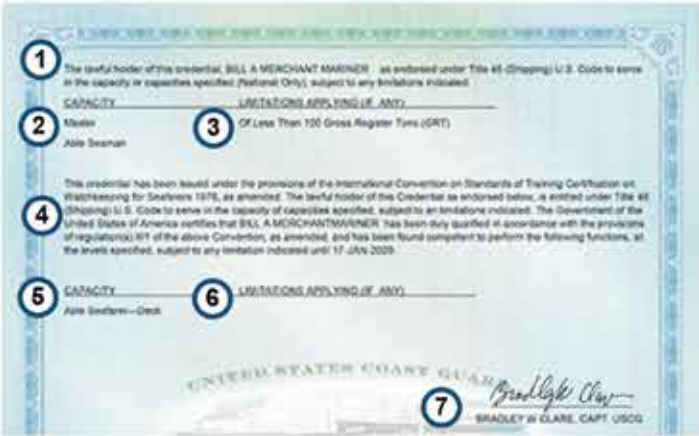 1
The lawful holder of this credential, BILL A MERCHANT MARINER as endorsed under Title 46 (Shipping) U.S. Code to serve
in the capacity or capacities specified (National Only), subject to any limitations indicated.
CAPACITY LIMITATIONS APPLYING (IF ANY)
2 Master 3 Of Less Than 100 Gross Register Tons (GRT)
Able Seaman
This credential has been issued under the provisions of the International Convention on Standards of Training Certification on
Watchkeeping for Seafarers 1978, as amended. The lawful holder of this Credential as endorsed below, is entitled under Title 46
4 (Shipping) U.S. Code to serve in the capacity of capacities specified, subject to an limitations indicated. The Government of the
United States of America certifies that BILL A MERCHANTMARINER has been duly qualified in accordance with the provisions
of regulation(s) of the above Convention, as amended, and has been found competent to perform the following functions, at
the levels specified, subject to any limitation indicated until 17-JAN-2029.
5 CAPACITY 6 LIMITATIONS APPLYING (IF ANY)
Able Seafarer—Deck
UNITED STATES COAST GUARD
7
BRADLEY W CLARE, CAPT USCG